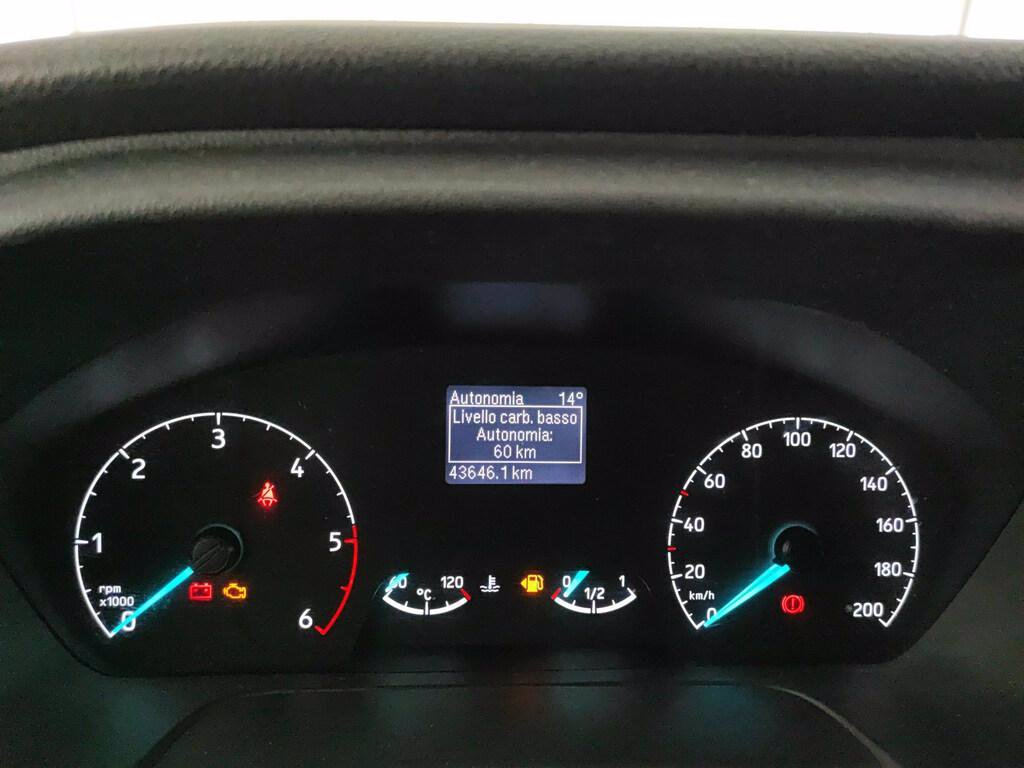 Autonomia 14°
Livello carb. basso
Autonomia:
60 km
43646.1 km
0 1 2 3 4 5 6
rpm
x1000
60 120
°C
0 1/2 1
0 20 40 60 80 100 120 140 160 180 200
km/h